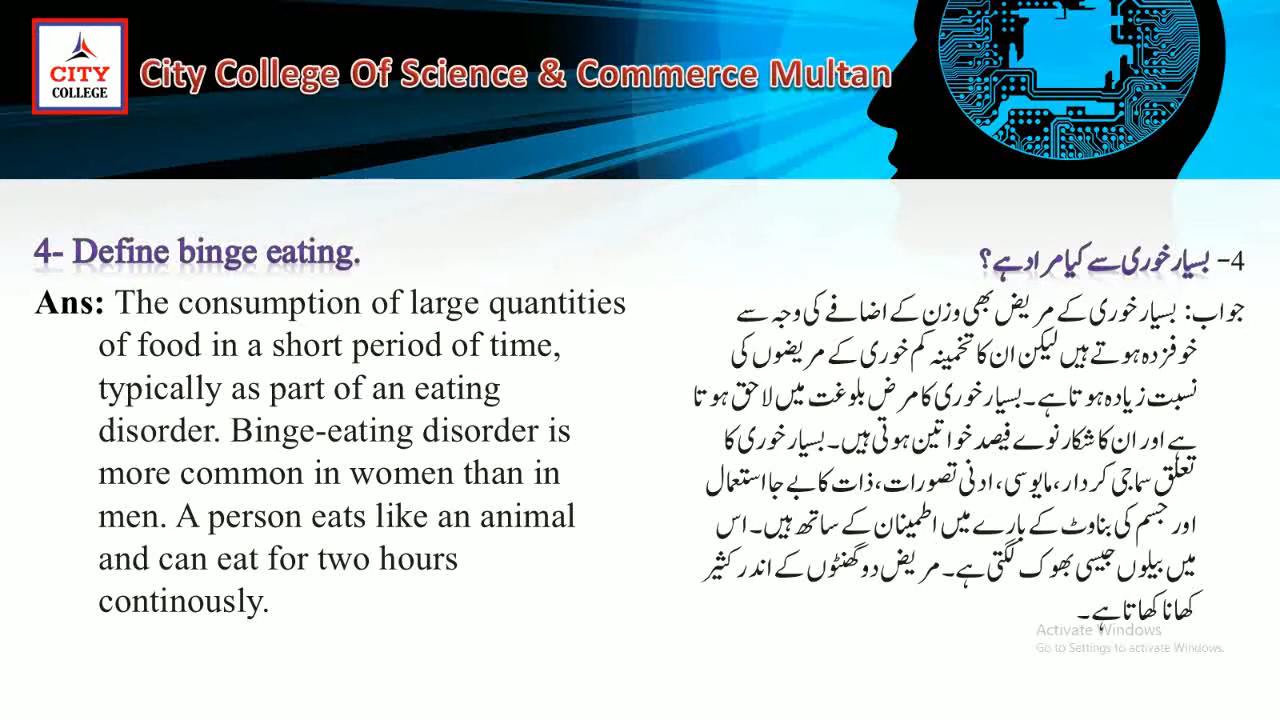 CITY
COLLEGE
City College Of Science & Commerce Multan
4- Define binge eating.
Ans: The consumption of large quantities
of food in a short period of time,
typically as part of an eating
disorder. Binge-eating disorder is
more common in women than in
men. A person eats like an animal
and can eat for two hours
continously.
4- بسیار خوری سے کیا مراد ہے؟
جواب: بسیار خوری کے مریض بھی وزن کے اضافے کی وجہ سے
خوفزدہ ہوتے ہیں لیکن ان کا تخمینہ کم خوری کے مریضوں کی
نسبت زیادہ ہوتا ہے۔ بسیار خوری کا مرض بلوغت میں لاحق ہوتا
ہے اور ان کا شکار نوے فیصد خواتین ہوتی ہیں۔ بسیار خوری کا
تعلق سماجی کردار، مایوسی، ادنی تصورات، ذات کا بے جا استعمال
اور جسم کی بناوٹ کے بارے میں اطمینان کے ساتھ ہیں۔ اس
میں بیلوں جیسی بھوک لگتی ہے۔ مریض دو گھنٹوں کے اندر کثیر
کھانا کھاتا ہے۔
Activate Windows
Go to Settings to activate Windows.